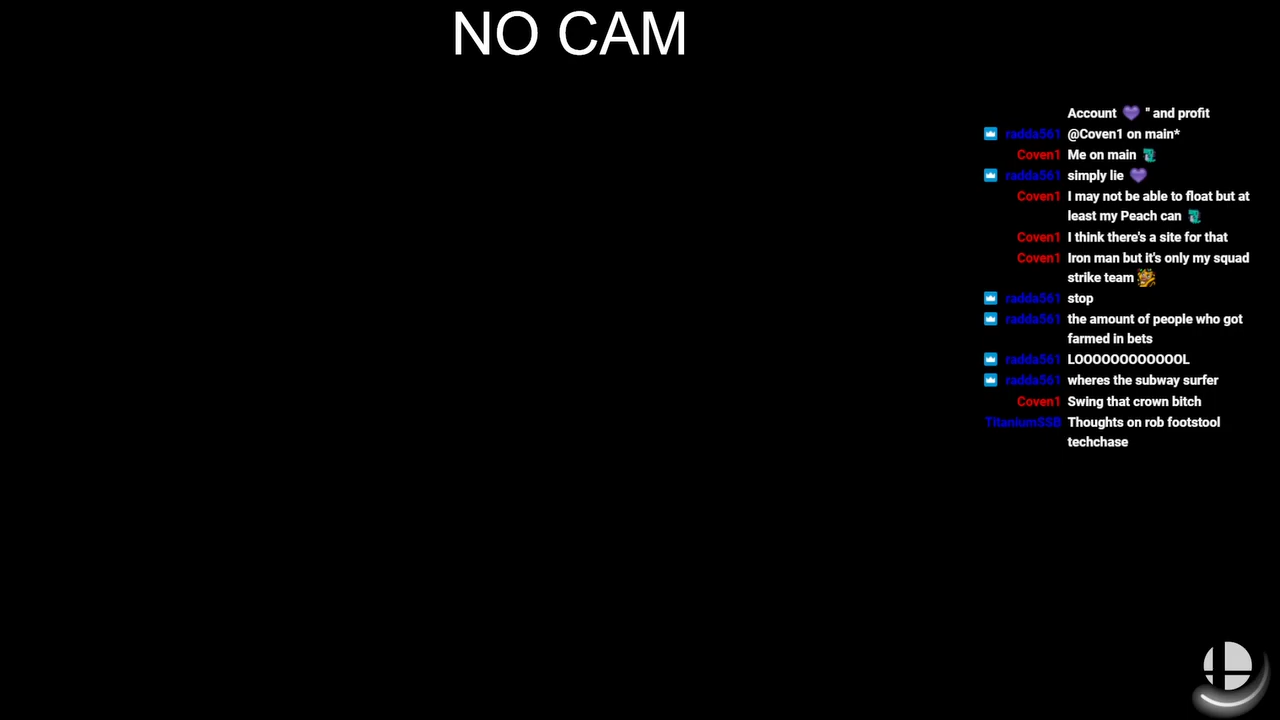 NO CAM
Account 💜 " and profit
radda561 @Coven1 on main*
Coven1 Me on main
radda561 simply lie 💜
Coven1 I may not be able to float but at
least my Peach can
Coven1 I think there's a site for that
Coven1 Iron man but it's only my squad
strike team
radda561 stop
radda561 the amount of people who got
farmed in bets
radda561 LOOOOOOOOOOOOL
radda561 wheres the subway surfer
Coven1 Swing that crown bitch
TitaniumSSB Thoughts on rob footstool
techchase